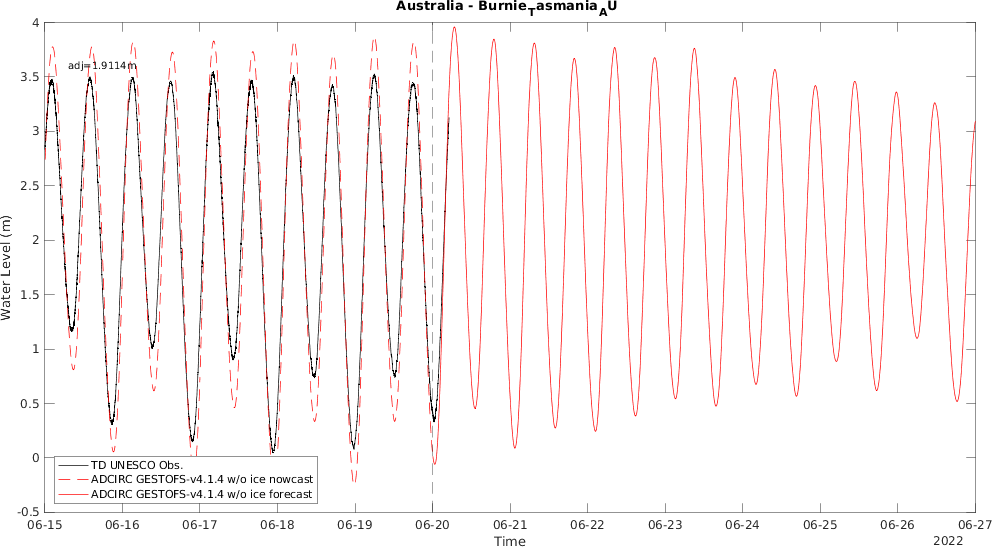 Australia - Burnie_Tasmania_AU
4
adj=1.9114m
3.5
3
2.5
2
1.5
1
0.5
0
-0.5
Water Level (m)
TD UNESCO Obs.
ADCIRC GESTOFS-v4.1.4 w/o ice nowcast
ADCIRC GESTOFS-v4.1.4 w/o ice forecast
06-15 06-16 06-17 06-18 06-19 06-20 06-21 06-22 06-23 06-24 06-25 06-26 06-27
Time
2022